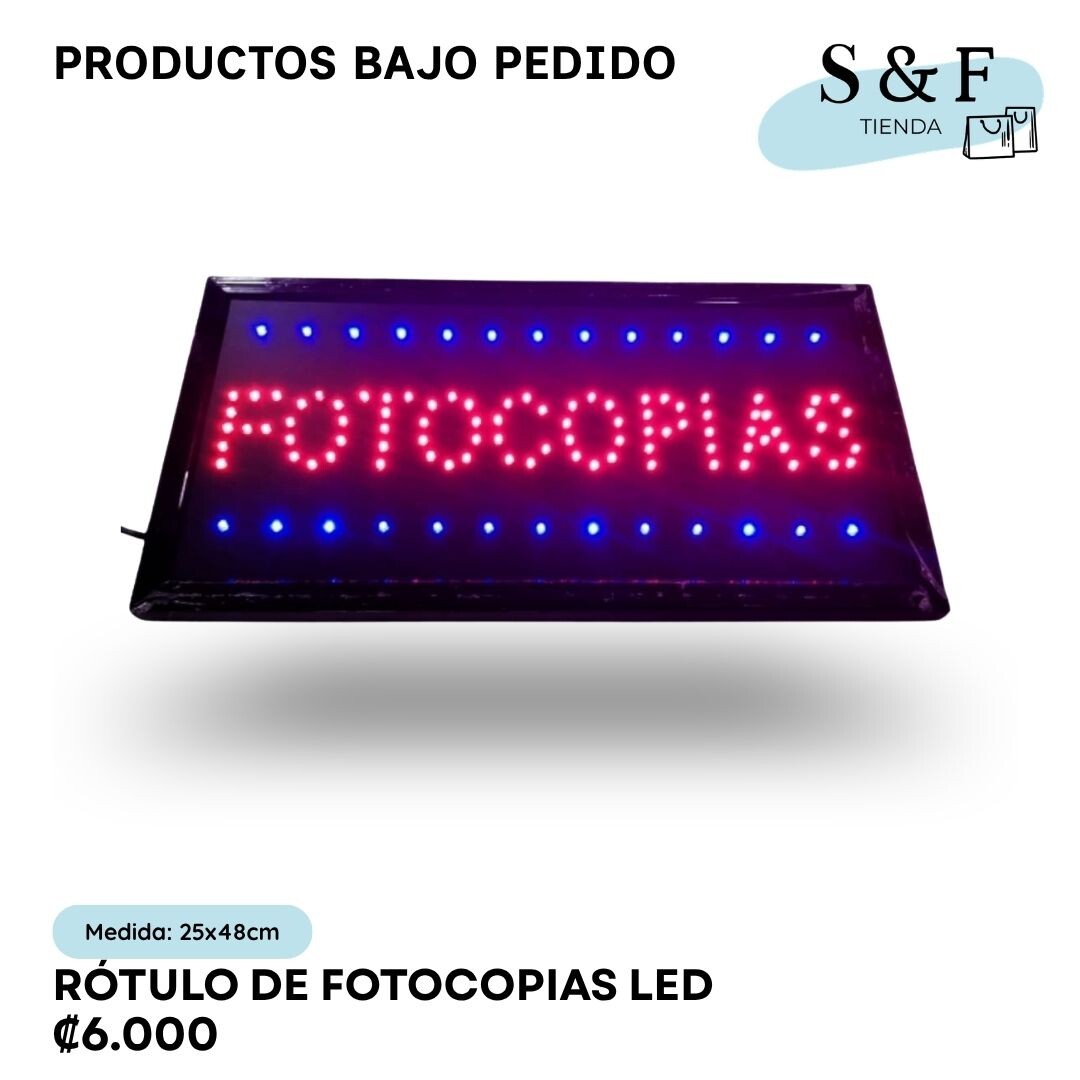 PRODUCTOS BAJO PEDIDO
S & F
TIENDA
FOTOCOPIAS
Medida: 25x48cm
RÓTULO DE FOTOCOPIAS LED
₡6.000